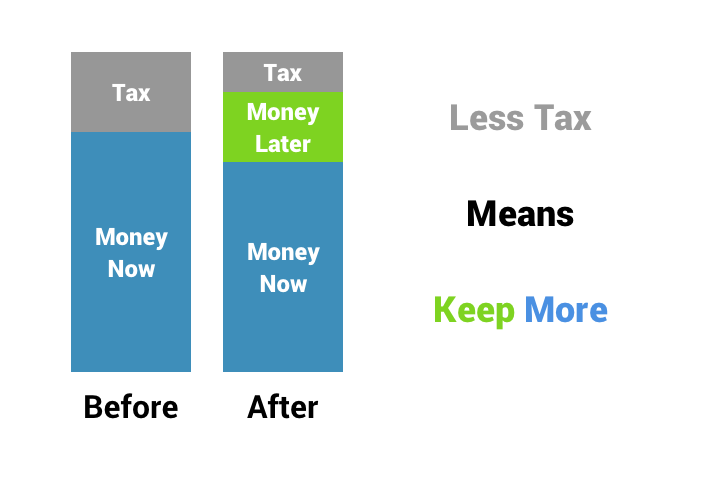 Tax
Money
Now
Before
Tax
Money
Later
Money
Now
After
Less Tax
Means
Keep More